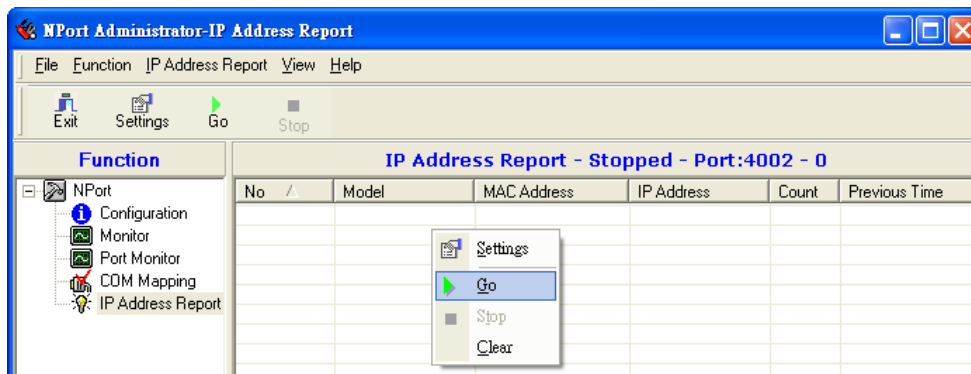 NPort Administrator-IP Address Report
File Function IP Address Report View Help
Exit Settings Go Stop
Function
IP Address Report - Stopped - Port:4002 - 0
NPort
Configuration
Monitor
Port Monitor
COM Mapping
IP Address Report
No Model MAC Address IP Address Count Previous Time
Settings
Go
Stop
Clear